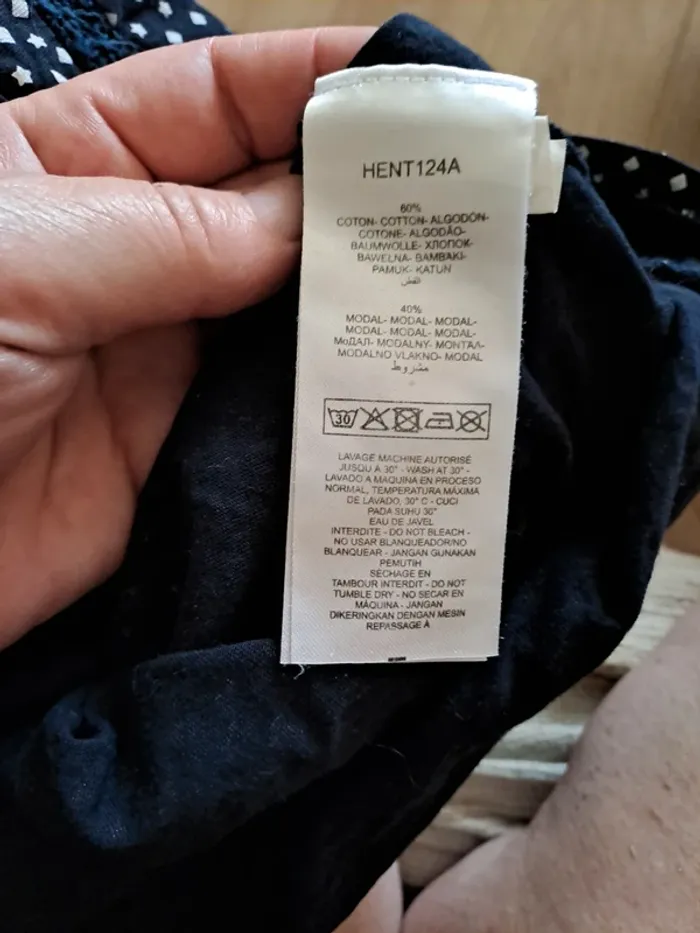 HENT124A
60%
COTON- COTTON- ALGODÓN-
COTONE- ALGODÃO-
BAUMWOLLE- ХЛОПОК-
BAWEŁNA- BAMBAKI-
PAMUK- KATUN
القطن
40%
MODAL- MODAL- MODAL-
MODAL- MODAL- MODAL-
МоДАЛ- MODALNY- MONTAΛ-
MODALNO VLAKNO- MODAL
مشروط
30
LAVAGE MACHINE AUTORISÉ
JUSQU'À 30° - WASH AT 30° -
LAVADO A MAQUINA EN PROCESO
NORMAL, TEMPERATURA MÁXIMA
DE LAVADO, 30° C - CUCI
PADA SUHU 30°
EAU DE JAVEL
INTERDITE - DO NOT BLEACH -
NO USAR BLANQUEADOR/NO
BLANQUEAR - JANGAN GUNAKAN
PEMUTIH
SÉCHAGE EN
TAMBOUR INTERDIT - DO NOT
TUMBLE DRY - NO SECAR EN
MÁQUINA - JANGAN
DIKERINGKAN DENGAN MESIN
REPASSAGE À